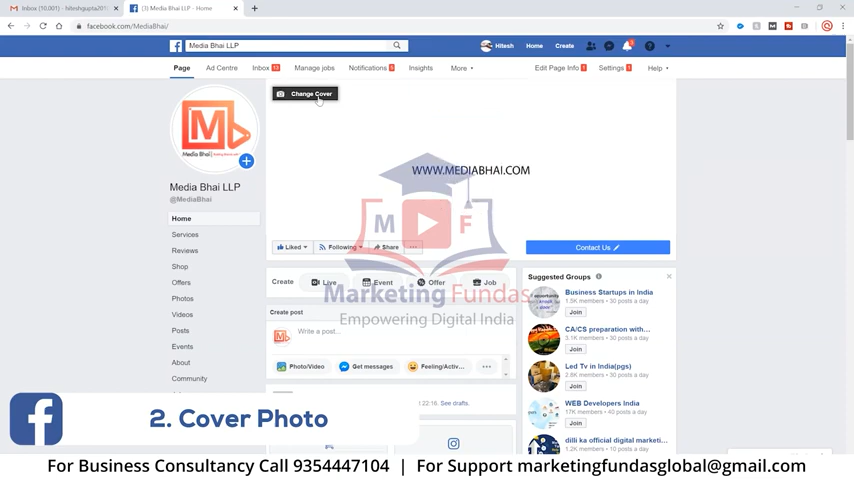 Inbox (10,001) - hiteshgupta201
(3) Media Bhai LLP - Home
facebook.com/MediaBhai/
Media Bhai LLP
Hitesh Home Create
Page Ad Centre Inbox Manage jobs Notifications Insights More Edit Page Info Settings Help
Change Cover
WWW.MEDIABHAI.COM
M F
Marketing Fundas
Empowering Digital India
M
Media Bhai LLP
@MediaBhai
Liked Following Share ...
Contact Us
Home
Services
Reviews
Shop
Offers
Photos
Videos
Posts
Events
About
Community
Create Live Event Offer Job
Create post
Write a post...
Photo/Video Get messages Feeling/Activ... ...
See drafts.
Suggested Groups
Business Startups in India
1.5K members • 30 posts a day
Join
CA/CS preparation with...
3.1K members • 30 posts a day
Join
Led Tv in India(pgs)
2.6K members • 30 posts a day
Join
WEB Developers India
17K members • 40 posts a day
Join
dilli ka official digital marketi...
1.2K members • 10 posts a day
2. Cover Photo
For Business Consultancy Call 9354447104 | For Support marketingfundasglobal@gmail.com